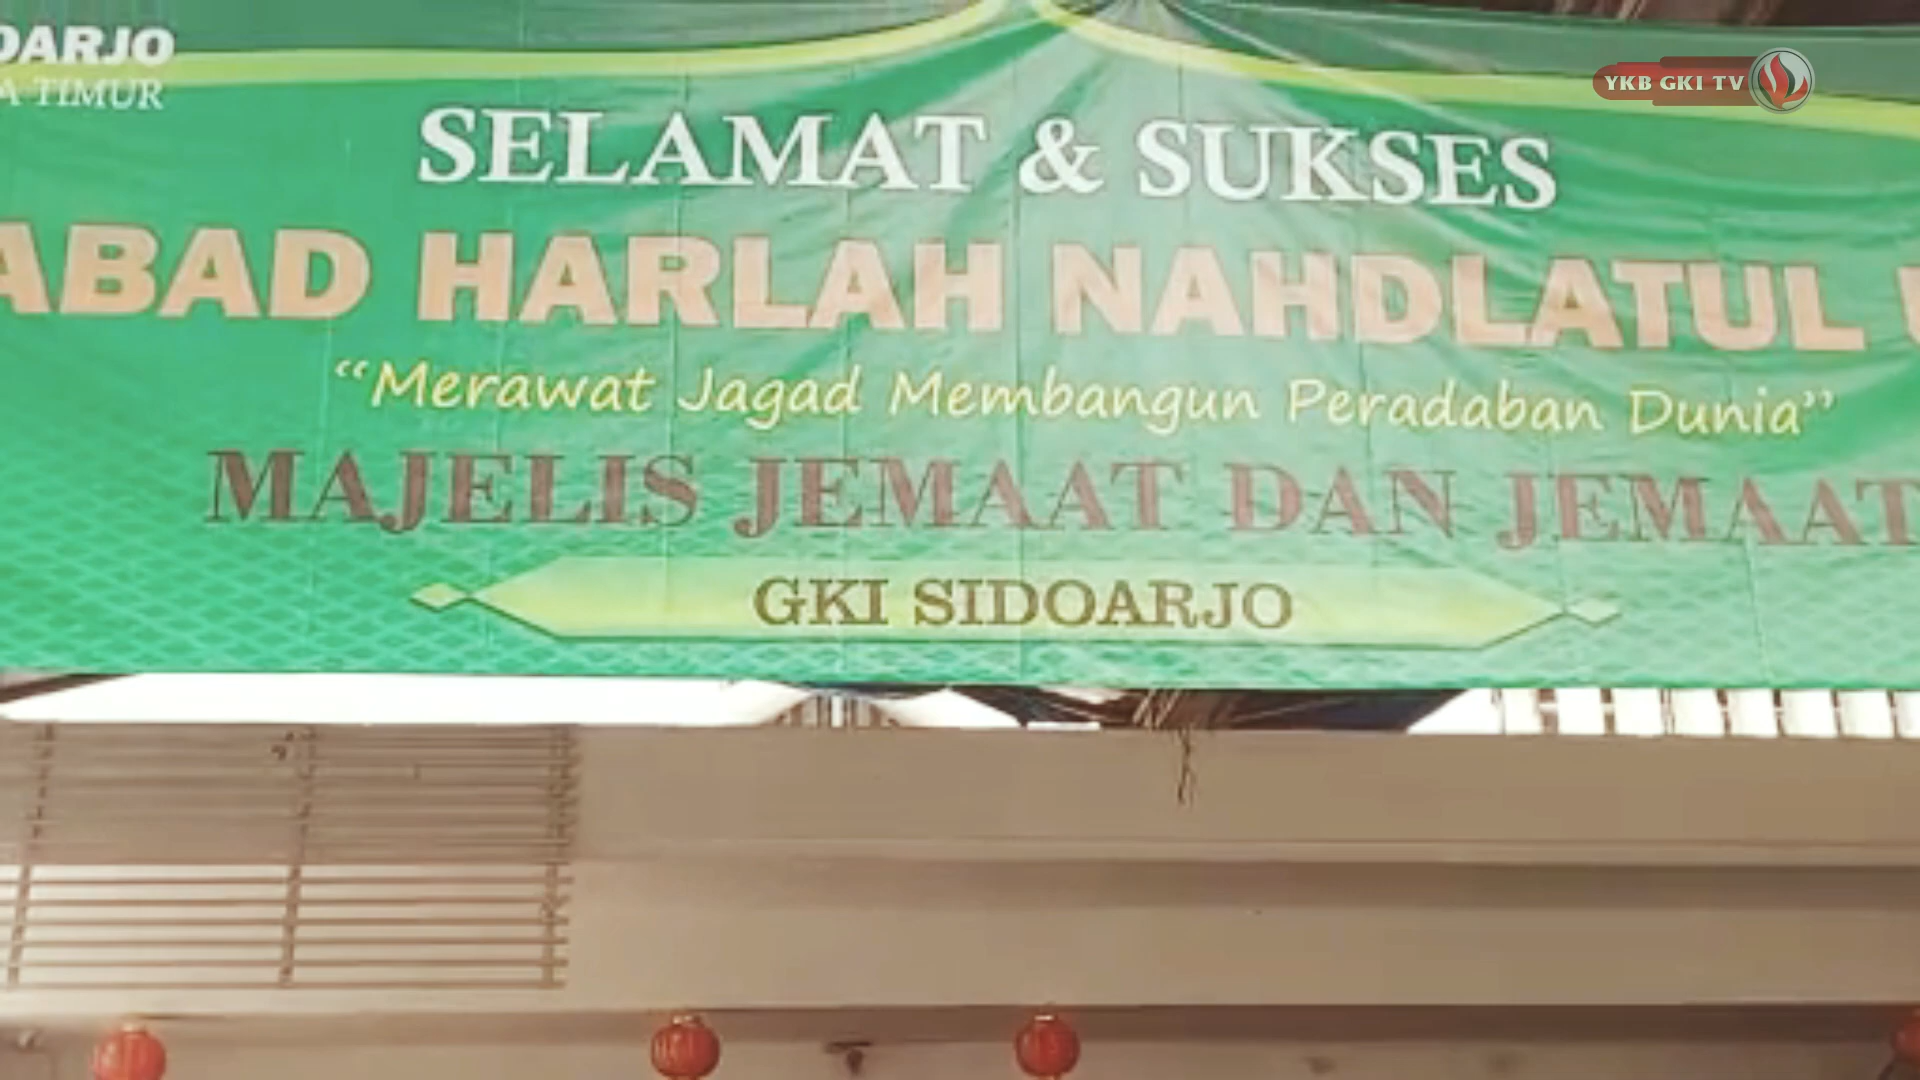 DARJO
A TIMUR
YKB GKI TV
SELAMAT & SUKSES
ABAD HARLAH NAHDLATUL
“Merawat Jagad Membangun Peradaban Dunia”
MAJELIS JEMAAT DAN JEMAAT
GKI SIDOARJO